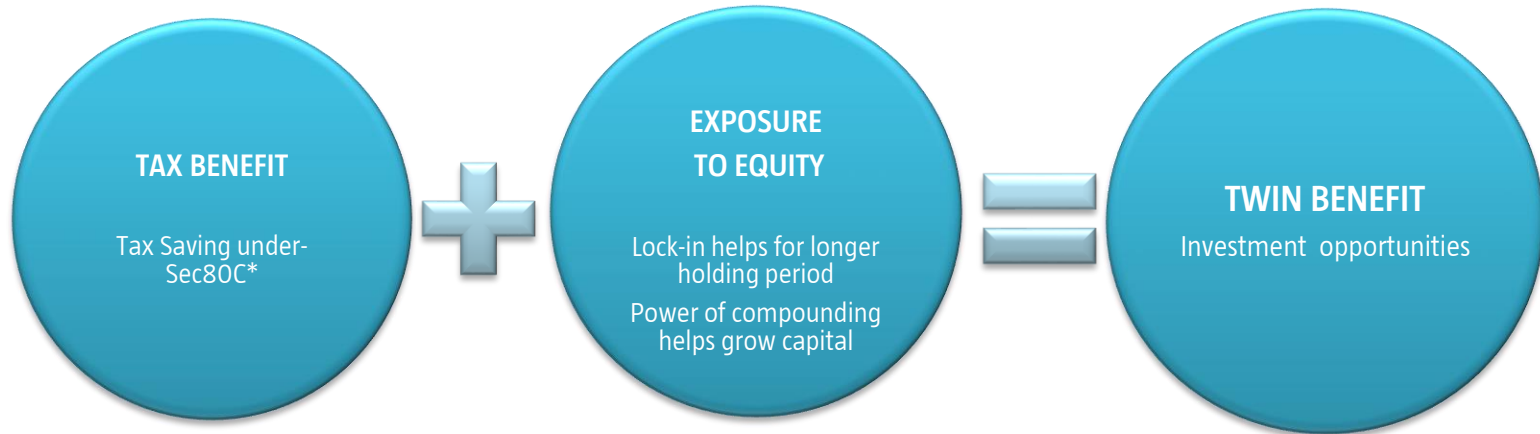 TAX BENEFIT
Tax Saving under-
Sec80C*
EXPOSURE
TO EQUITY
Lock-in helps for longer
holding period
Power of compounding
helps grow capital
TWIN BENEFIT
Investment opportunities